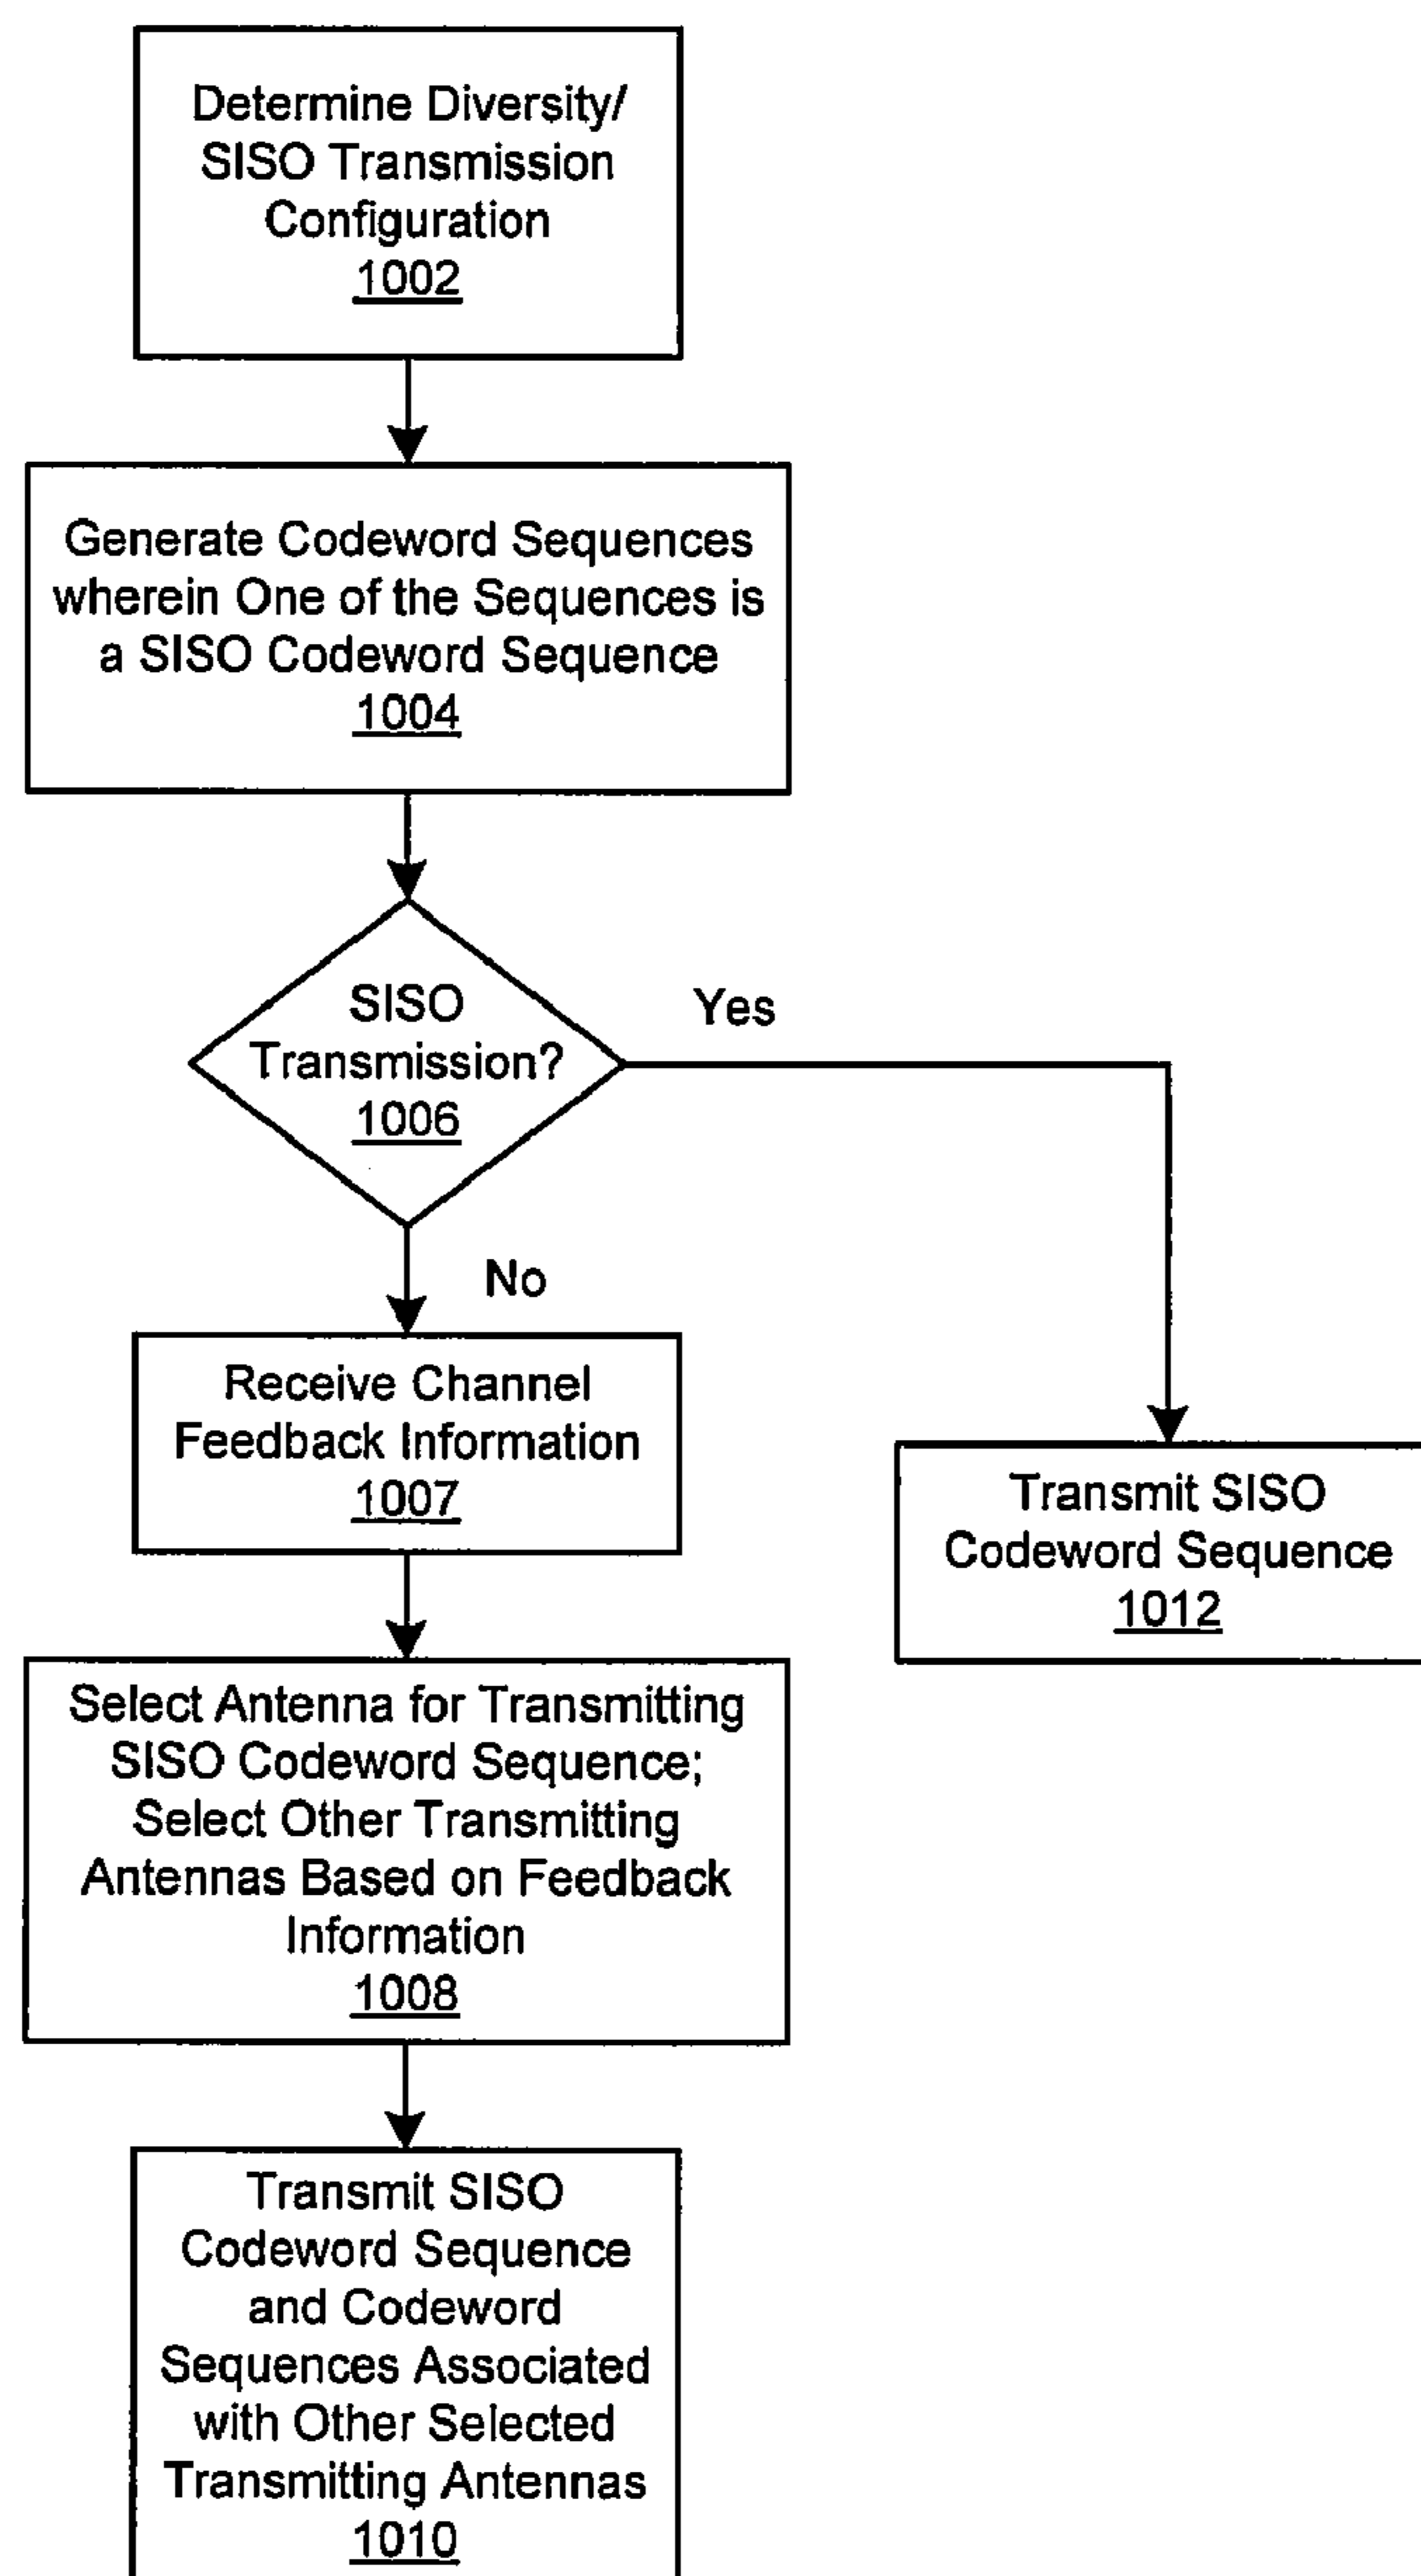 Determine Diversity/
SISO Transmission
Configuration
1002
Generate Codeword Sequences
wherein One of the Sequences is
a SISO Codeword Sequence
1004
SISO
Transmission?
1006
Yes
No
Receive Channel
Feedback Information
1007
Transmit SISO
Codeword Sequence
1012
Select Antenna for Transmitting
SISO Codeword Sequence;
Select Other Transmitting
Antennas Based on Feedback
Information
1008
Transmit SISO
Codeword Sequence
and Codeword
Sequences Associated
with Other Selected
Transmitting Antennas
1010